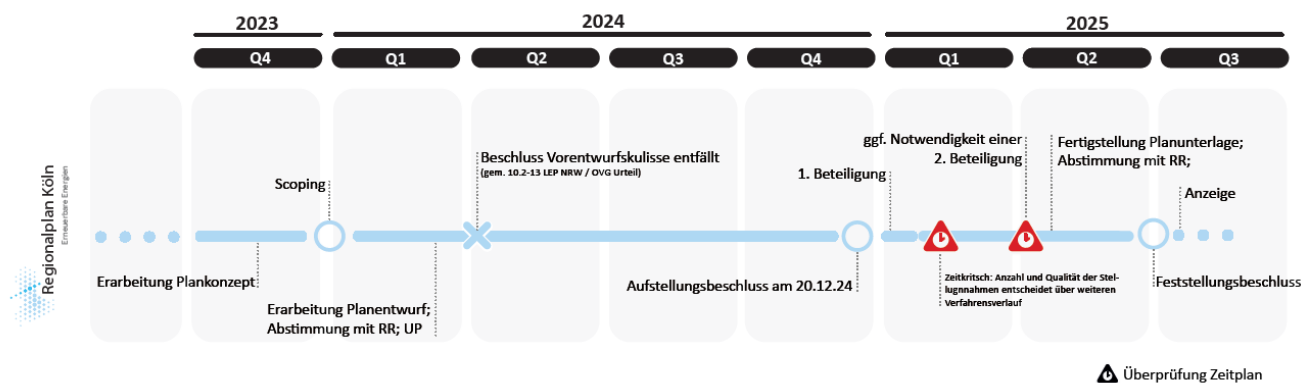 2023
2024
2025
Q4
Q1
Q2
Q3
Q4
Q1
Q2
Q3
Regionalplan Köln
Erneuerbare Energien
Erarbeitung Plankonzept
Scoping
Erarbeitung Planentwurf;
Abstimmung mit RR; UP
Beschluss Vorentwurfskulisse entfällt
(gem. 10.2-13 LEP NRW / OVG Urteil)
Aufstellungsbeschluss am 20.12.24
1. Beteiligung
Zeitkritsch: Anzahl und Qualität der Stel-
lugnnahmen entscheidet über weiteren
Verfahrensverlauf
ggf. Notwendigkeit einer
2. Beteiligung
Fertigstellung Planunterlage;
Abstimmung mit RR;
Feststellungsbeschluss
Anzeige
Überprüfung Zeitplan